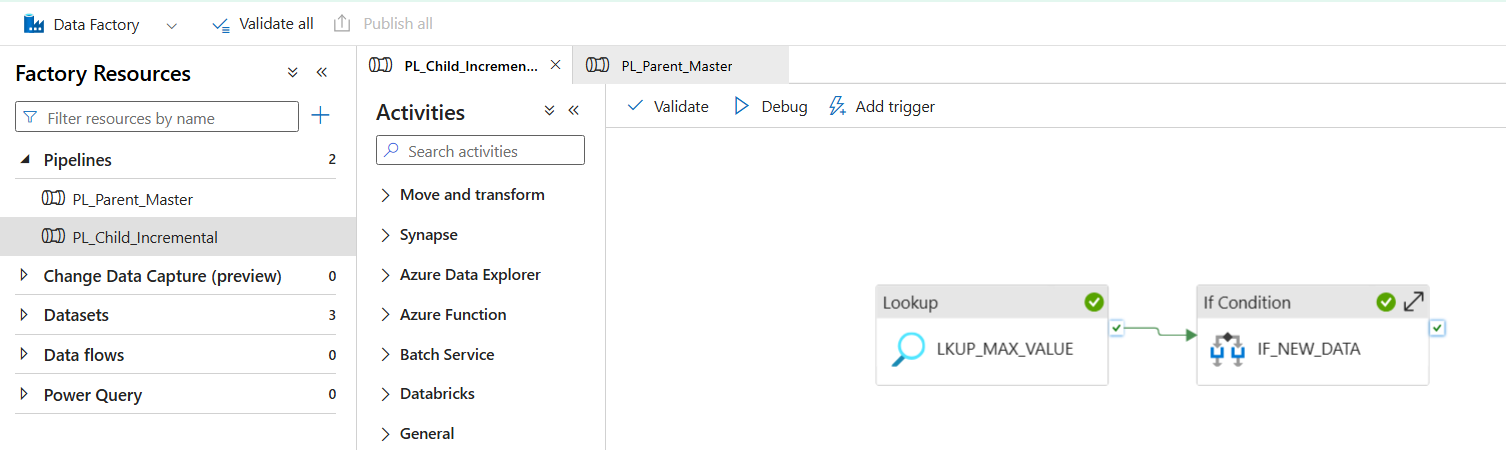 Data Factory
Validate all
Publish all
Factory Resources
Filter resources by name
Pipelines 2
PL_Parent_Master
PL_Child_Incremental
Change Data Capture (preview) 0
Datasets 3
Data flows 0
Power Query 0
PL_Child_Incremen...
PL_Parent_Master
Activities
Search activities
Move and transform
Synapse
Azure Data Explorer
Azure Function
Batch Service
Databricks
General
Validate Debug Add trigger
Lookup
LKUP_MAX_VALUE
If Condition
IF_NEW_DATA